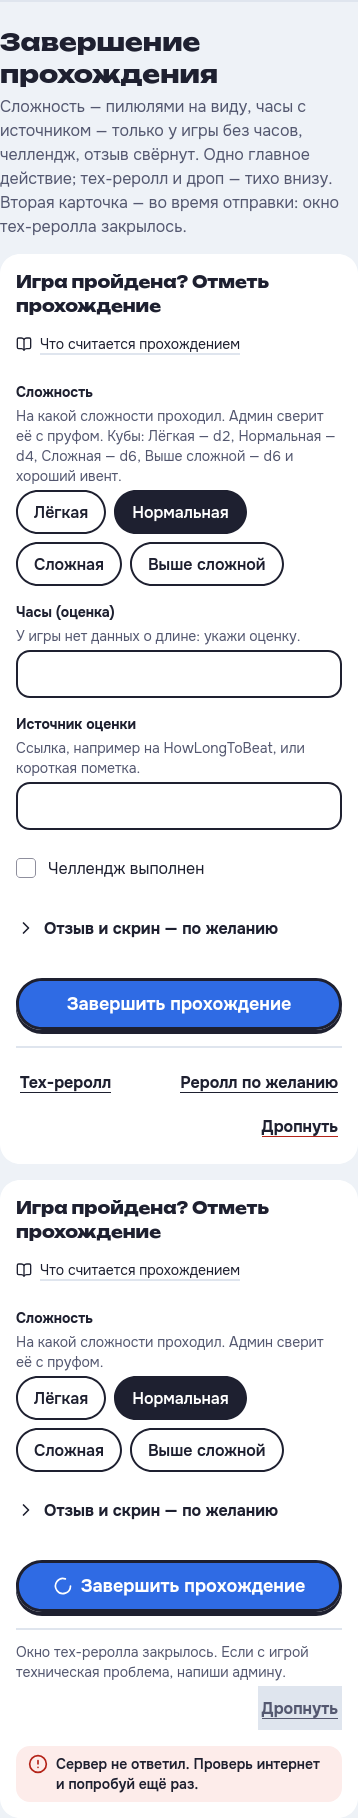 Завершение
прохождения
Сложность — пилюлями на виду, часы с
источником — только у игры без часов,
челлендж, отзыв свёрнут. Одно главное
действие; тех-реролл и дроп — тихо внизу.
Вторая карточка — во время отправки: окно
тех-реролла закрылось.
Игра пройдена? Отметь
прохождение
Что считается прохождением
Сложность
На какой сложности проходил. Админ сверит
её с пруфом. Кубы: Лёгкая — d2, Нормальная —
d4, Сложная — d6, Выше сложной — d6 и
хороший ивент.
Лёгкая Нормальная
Сложная Выше сложной
Часы (оценка)
У игры нет данных о длине: укажи оценку.
Источник оценки
Ссылка, например на HowLongToBeat, или
короткая пометка.
Челлендж выполнен
Отзыв и скрин — по желанию
Завершить прохождение
Тех-реролл Реролл по желанию
Дропнуть
Игра пройдена? Отметь
прохождение
Что считается прохождением
Сложность
На какой сложности проходил. Админ сверит
её с пруфом.
Лёгкая Нормальная
Сложная Выше сложной
Отзыв и скрин — по желанию
Завершить прохождение
Окно тех-реролла закрылось. Если с игрой
техническая проблема, напиши админу.
Дропнуть
Сервер не ответил. Проверь интернет
и попробуй ещё раз.